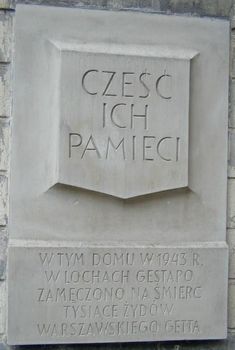 CZEŚĆ
ICH
PAMIĘCI
W TYM DOMU W 1943 R.
W LOCHACH GESTAPO
ZAMĘCZONO NA ŚMIERĆ
TYSIĄCE ŻYDÓW
WARSZAWSKIEGO GETTA